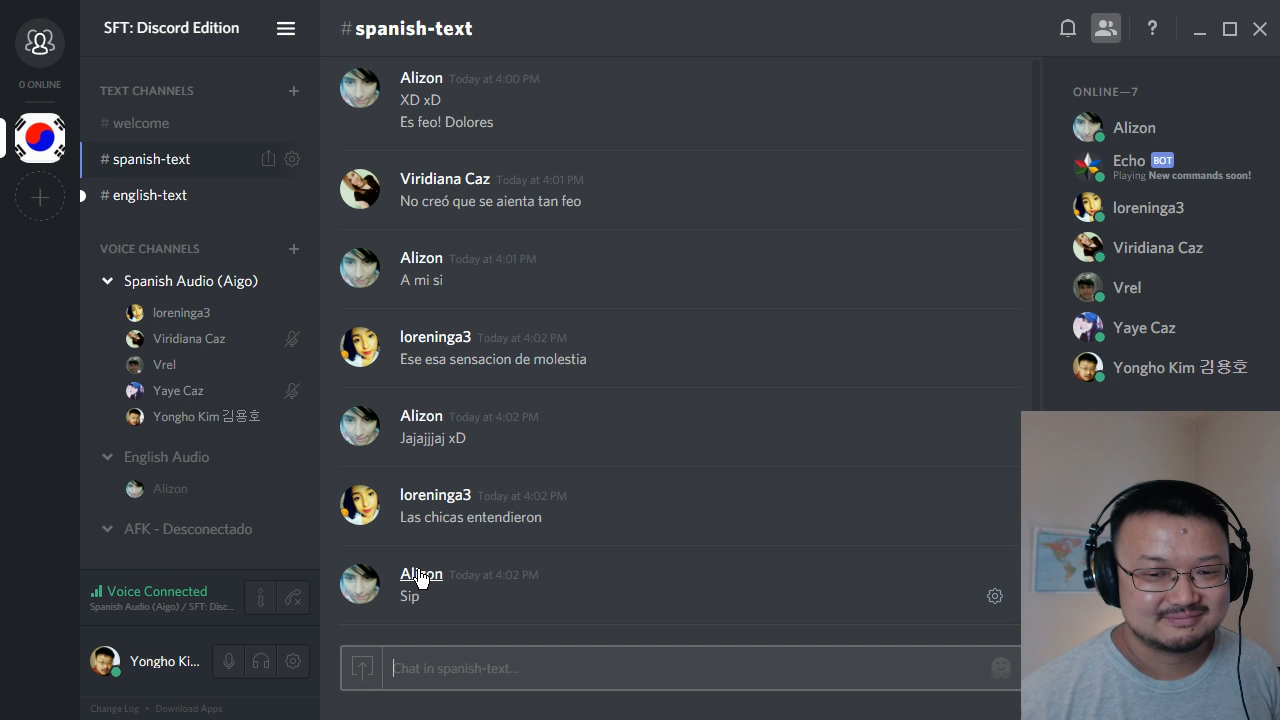 0 ONLINE
SFT: Discord Edition
TEXT CHANNELS
# welcome
# spanish-text
# english-text
VOICE CHANNELS
Spanish Audio (Aigo)
loreninga3
Viridiana Caz
Vrel
Yaye Caz
Yongho Kim 김용호
English Audio
Alizon
AFK - Desconectado
Voice Connected
Spanish Audio (Aigo) / SFT: Disc...
Yongho Ki...
Change Log • Download Apps
# spanish-text
Alizon Today at 4:00 PM
XD xD
Es feo! Dolores
Viridiana Caz Today at 4:01 PM
No creó que se aienta tan feo
Alizon Today at 4:01 PM
A mi si
loreninga3 Today at 4:02 PM
Ese esa sensacion de molestia
Alizon Today at 4:02 PM
Jajajjjaj xD
loreninga3 Today at 4:02 PM
Las chicas entendieron
Alizon Today at 4:02 PM
Sip
Chat in spanish-text...
?
ONLINE—7
Alizon
Echo BOT
Playing New commands soon!
loreninga3
Viridiana Caz
Vrel
Yaye Caz
Yongho Kim 김용호